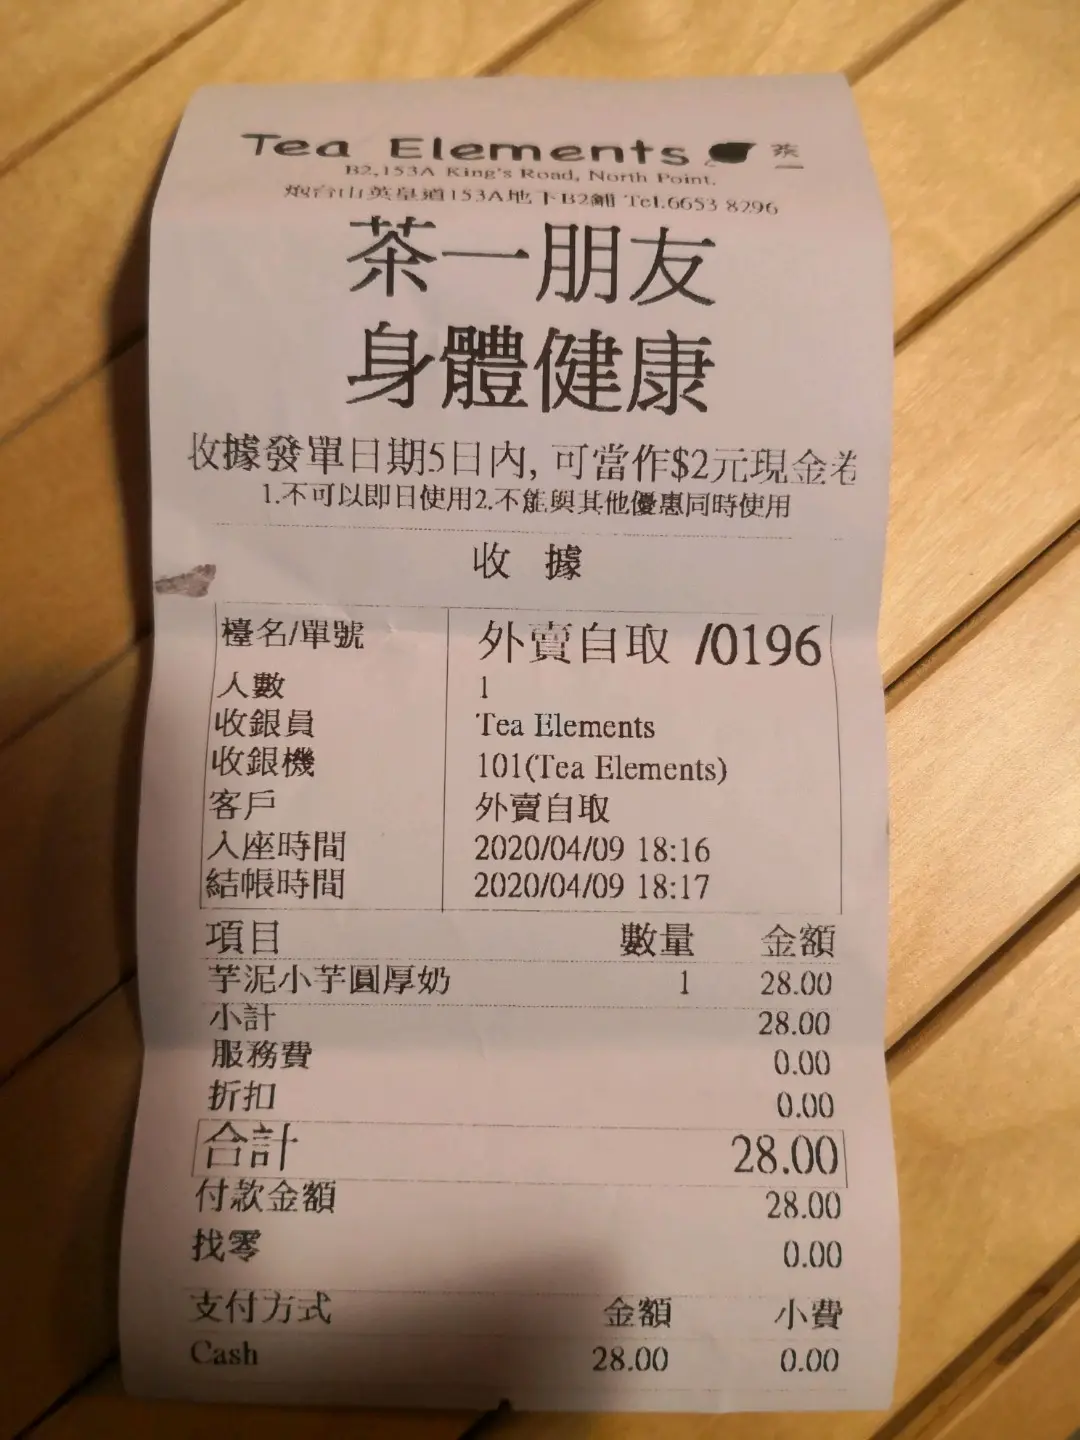 Tea Elements 茶一
B2,153A King's Road, North Point.
炮台山英皇道153A地下B2鋪 Tel.6653 8296
茶一朋友
身體健康
收據發單日期5日內, 可當作$2元現金卷
1.不可以即日使用2.不能與其他優惠同時使用
收 據
檯名/單號 外賣自取 /0196
人數 1
收銀員 Tea Elements
收銀機 101(Tea Elements)
客戶 外賣自取
入座時間 2020/04/09 18:16
結帳時間 2020/04/09 18:17
項目 數量 金額
芋泥小芋圓厚奶 1 28.00
小計 28.00
服務費 0.00
折扣 0.00
合計 28.00
付款金額 28.00
找零 0.00
支付方式 金額 小費
Cash 28.00 0.00